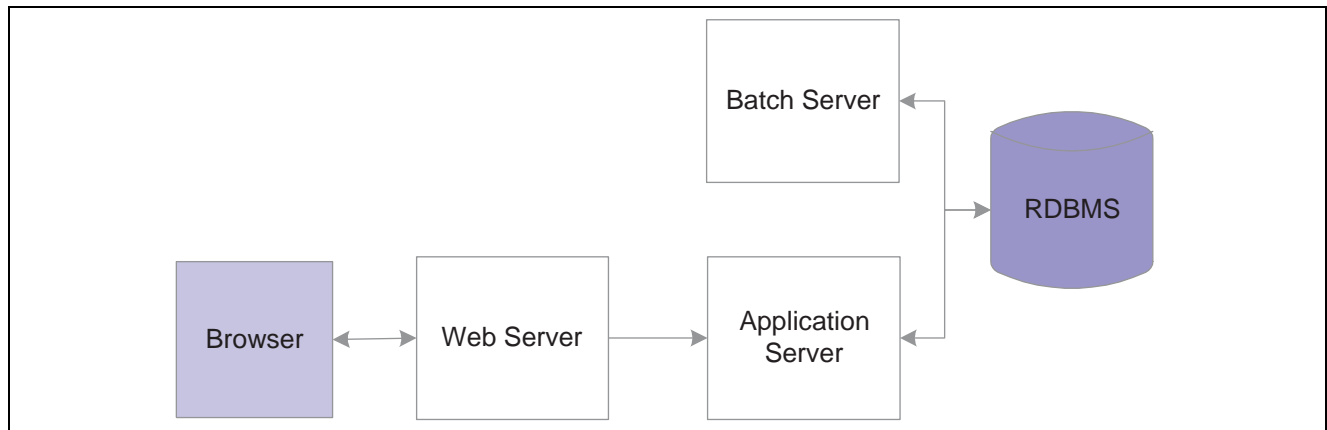 Batch Server
RDBMS
Browser
Web Server
Application
Server